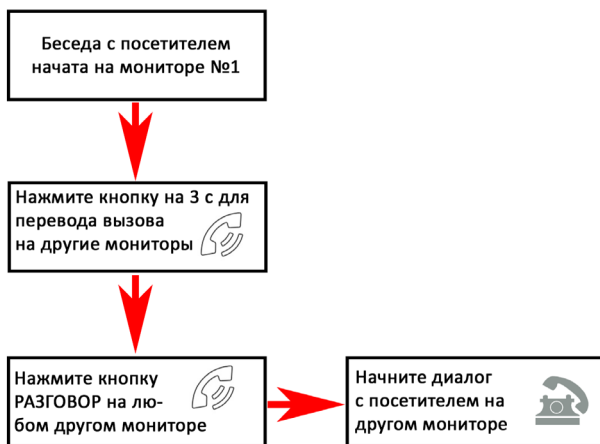 Беседа с посетителем
начата на мониторе №1
Нажмите кнопку на 3 с для
перевода вызова
на другие мониторы
Нажмите кнопку
РАЗГОВОР на лю-
бом другом мониторе
Начните диалог
с посетителем на
другом мониторе